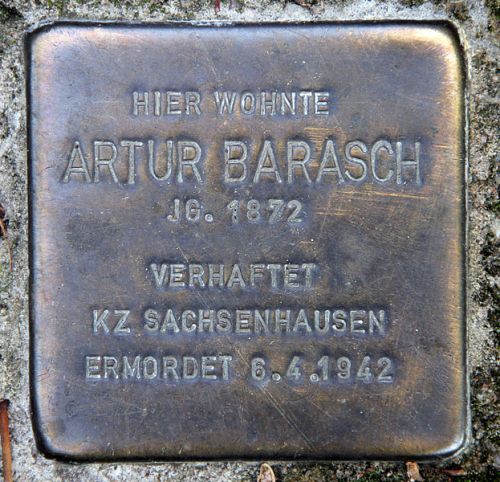 HIER WOHNTE
ARTUR BARASCH
JG. 1872
VERHAFTET
KZ SACHSENHAUSEN
ERMORDET 6.4.1942